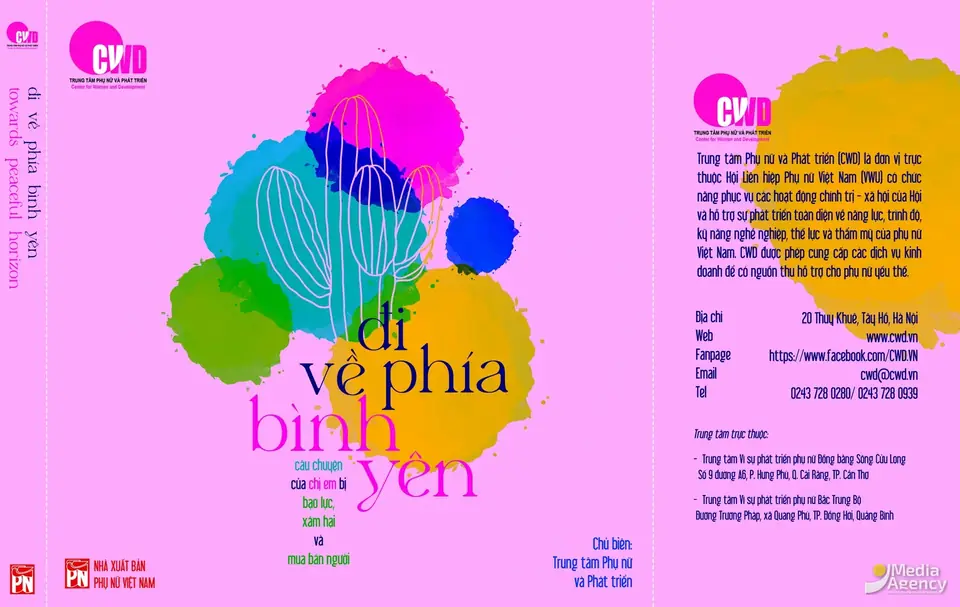 CWD
TRUNG TÂM PHỤ NỮ VÀ PHÁT TRIỂN
đi về phía bình yên
towards peaceful horizon
PN
CWD
TRUNG TÂM PHỤ NỮ VÀ PHÁT TRIỂN
Center for Women and Development
đi
về phía
bình
yên
câu chuyện
của chị em bị
bạo lực,
xâm hại
và
mua bán người
PN
NHÀ XUẤT BẢN
PHỤ NỮ VIỆT NAM
Chủ biên:
Trung tâm Phụ nữ
và Phát triển
CWD
TRUNG TÂM PHỤ NỮ VÀ PHÁT TRIỂN
Center for Women and Development
Trung tâm Phụ nữ và Phát triển (CWD) là đơn vị trực
thuộc Hội Liên hiệp Phụ nữ Việt Nam (VWU) có chức
năng phục vụ các hoạt động chính trị - xã hội của Hội
và hỗ trợ sự phát triển toàn diện về năng lực, trình độ,
kỹ năng nghề nghiệp, thể lực và thẩm mỹ của phụ nữ
Việt Nam. CWD được phép cung cấp các dịch vụ kinh
doanh để có nguồn thu hỗ trợ cho phụ nữ yếu thế.
Địa chỉ 20 Thụy Khuê, Tây Hồ, Hà Nội
Web www.cwd.vn
Fanpage https://www.facebook.com/CWD.VN
Email cwd@cwd.vn
Tel 0243 728 0280/ 0243 728 0939
Trung tâm trực thuộc:
- Trung tâm Vì sự phát triển phụ nữ Đồng bằng Sông Cửu Long
Số 9 đường A6, P. Hưng Phú, Q. Cái Răng, TP. Cần Thơ
- Trung tâm Vì sự phát triển phụ nữ Bắc Trung Bộ
Đường Trương Pháp, xã Quang Phú, TP. Đồng Hới, Quảng Bình
Media
Agency